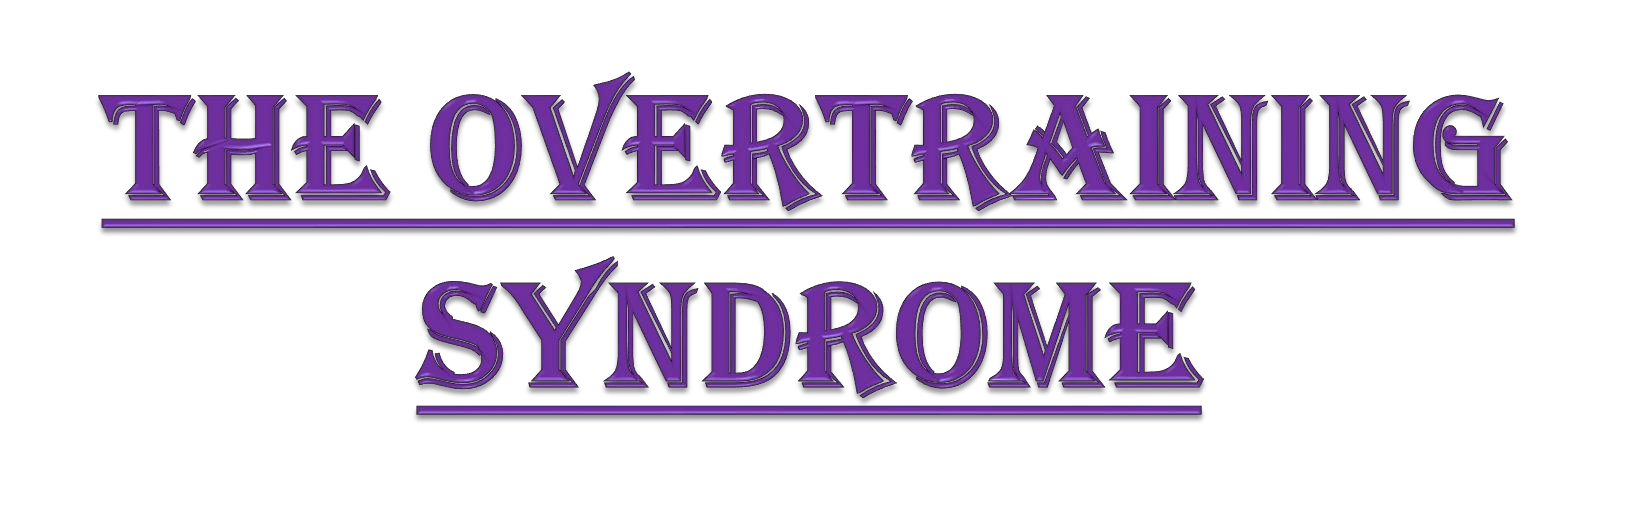 THE OVERTRAINING
SYNDROME